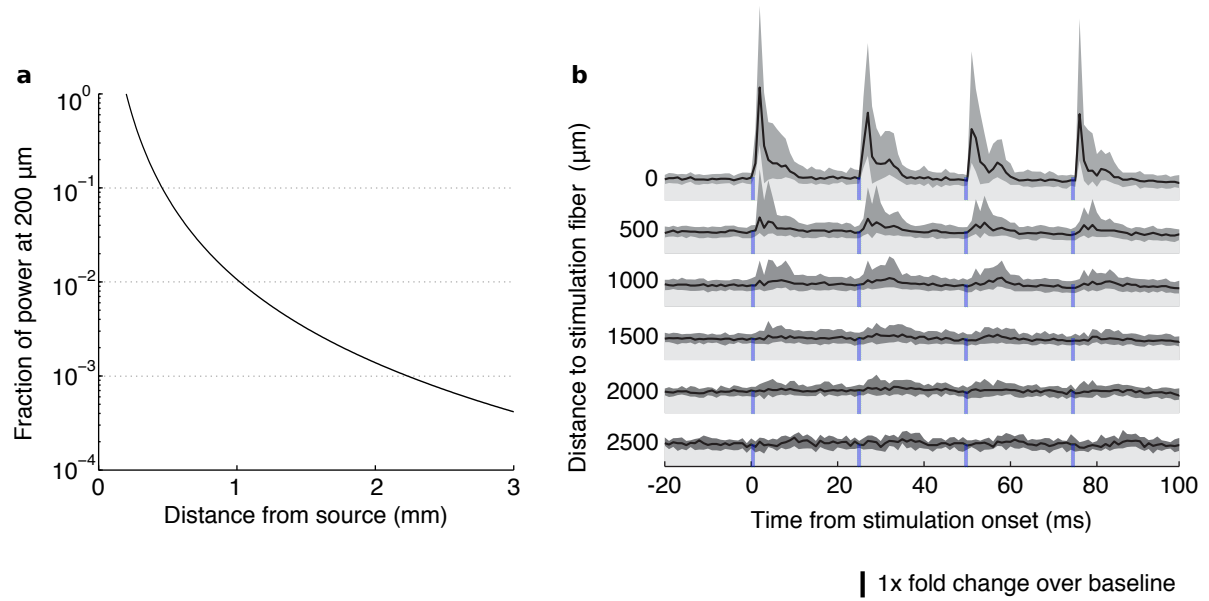 a
Fraction of power at 200 µm
10⁰
10⁻¹
10⁻²
10⁻³
10⁻⁴
0 1 2 3
Distance from source (mm)
b
Distance to stimulation fiber (µm)
0
500
1000
1500
2000
2500
-20 0 20 40 60 80 100
Time from stimulation onset (ms)
1x fold change over baseline